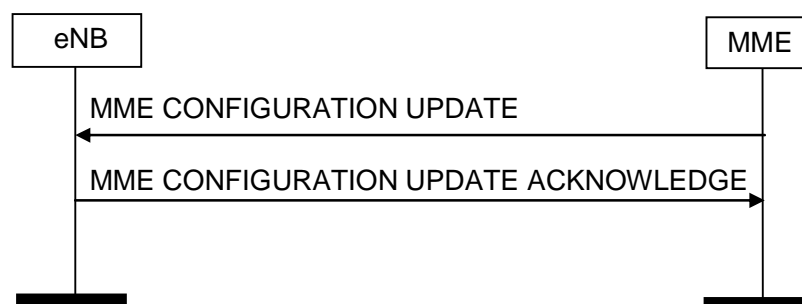 eNB
MME
MME CONFIGURATION UPDATE
MME CONFIGURATION UPDATE ACKNOWLEDGE